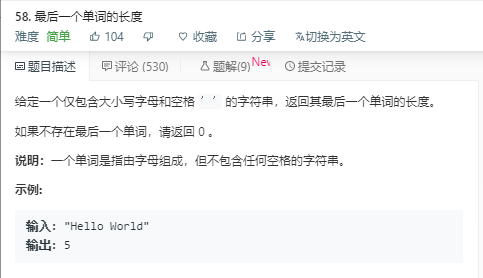 58. 最后一个单词的长度
难度 简单 104 收藏 分享 切换为英文
题目描述 评论 (530) 题解(9)New 提交记录
给定一个仅包含大小写字母和空格 ' ' 的字符串，返回其最后一个单词的长度。
如果不存在最后一个单词，请返回 0 。
说明：一个单词是指由字母组成，但不包含任何空格的字符串。
示例:
输入: "Hello World"
输出: 5